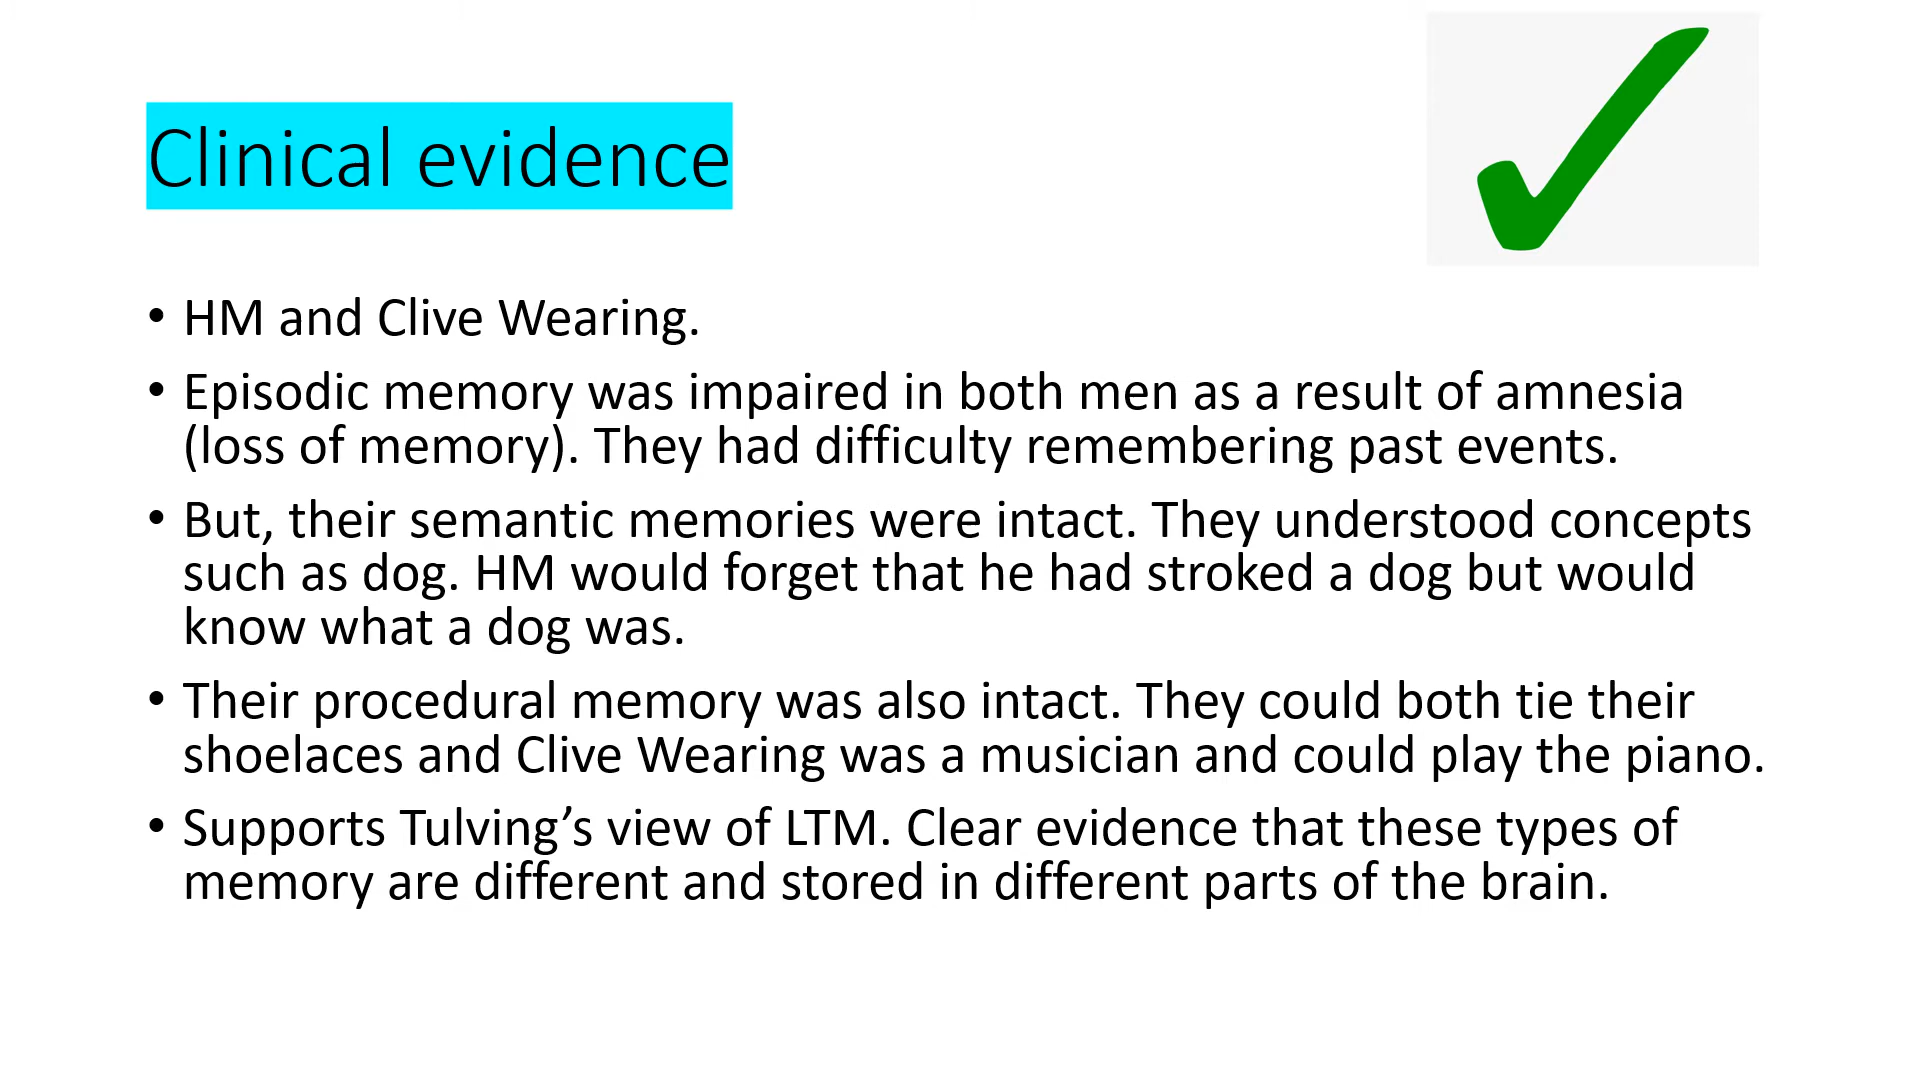 Clinical evidence
• HM and Clive Wearing.
• Episodic memory was impaired in both men as a result of amnesia
(loss of memory). They had difficulty remembering past events.
• But, their semantic memories were intact. They understood concepts
such as dog. HM would forget that he had stroked a dog but would
know what a dog was.
• Their procedural memory was also intact. They could both tie their
shoelaces and Clive Wearing was a musician and could play the piano.
• Supports Tulving’s view of LTM. Clear evidence that these types of
memory are different and stored in different parts of the brain.